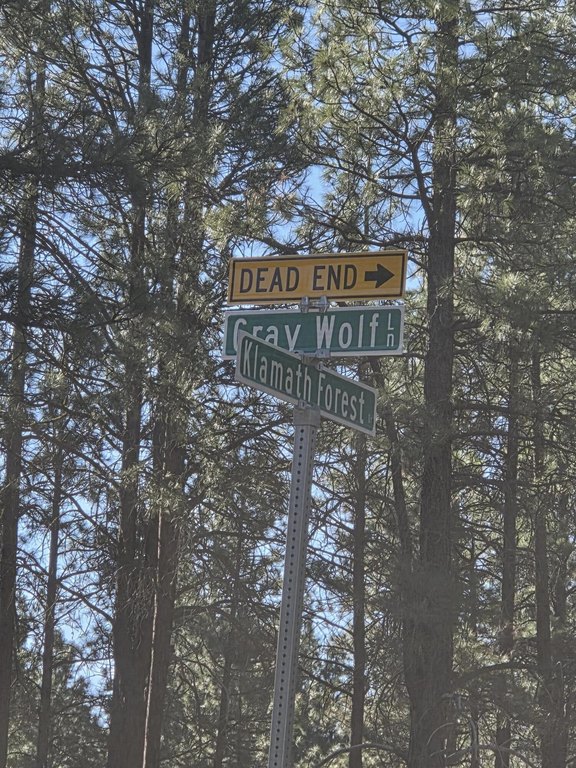 DEAD END
Gray Wolf Ln
Klamath Forest